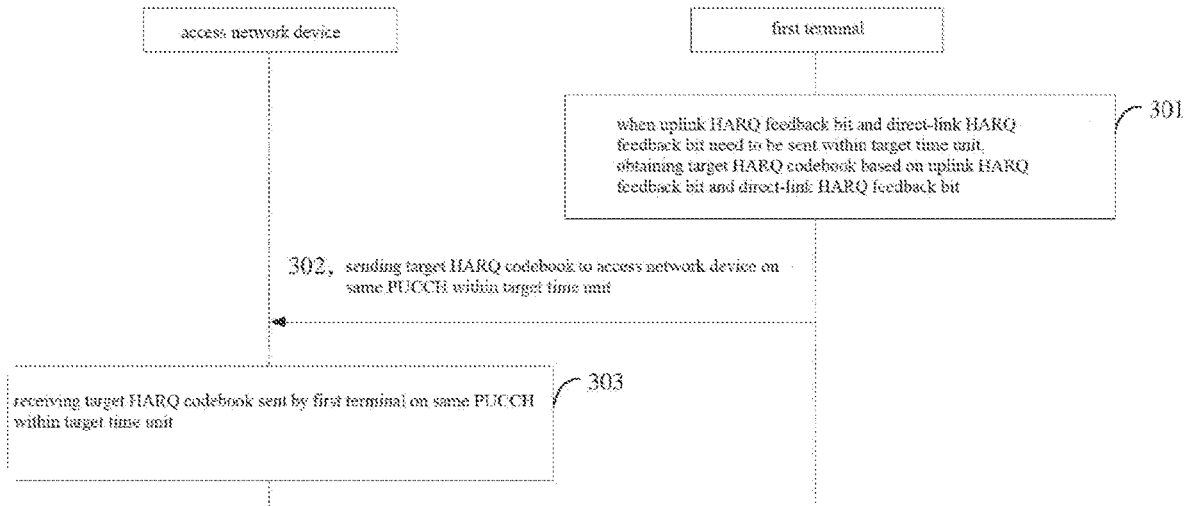 access network device
first terminal
when uplink HARQ feedback bit and direct-link HARQ
feedback bit need to be sent within target time unit,
obtaining target HARQ codebook based on uplink HARQ
feedback bit and direct-link HARQ feedback bit
301
302, sending target HARQ codebook to access network device on
same PUCCH within target time unit
303
receiving target HARQ codebook sent by first terminal on same PUCCH
within target time unit